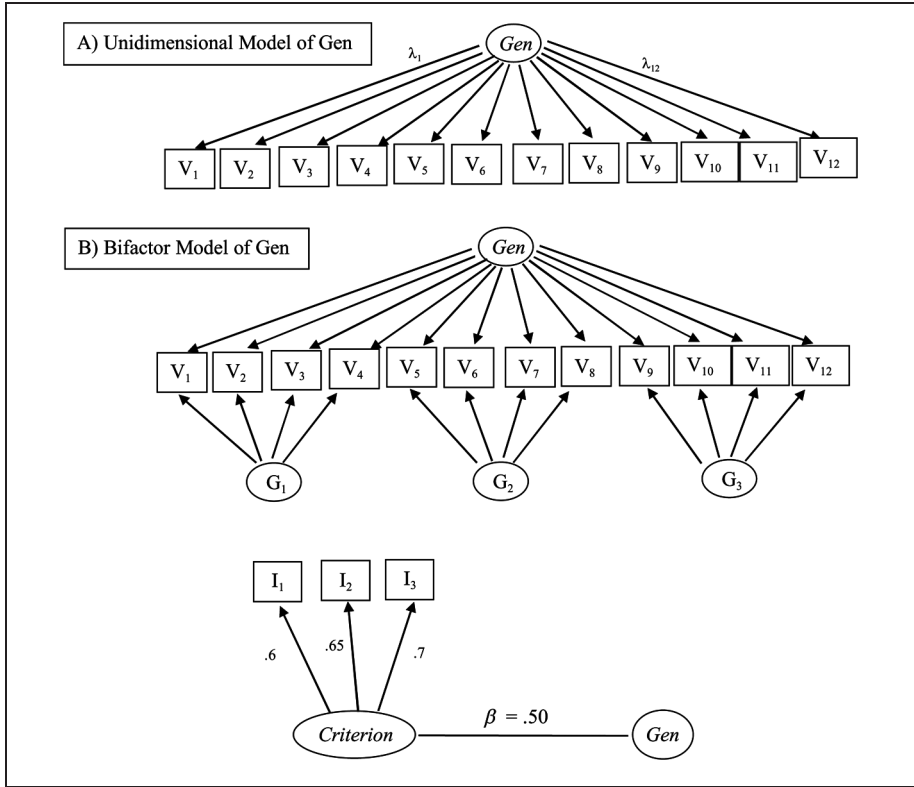 A) Unidimensional Model of Gen
Gen
λ₁
λ₁₂
V₁ V₂ V₃ V₄ V₅ V₆ V₇ V₈ V₉ V₁₀ V₁₁ V₁₂
B) Bifactor Model of Gen
Gen
V₁ V₂ V₃ V₄ V₅ V₆ V₇ V₈ V₉ V₁₀ V₁₁ V₁₂
G₁ G₂ G₃
I₁ I₂ I₃
.6 .65 .7
β = .50
Criterion Gen